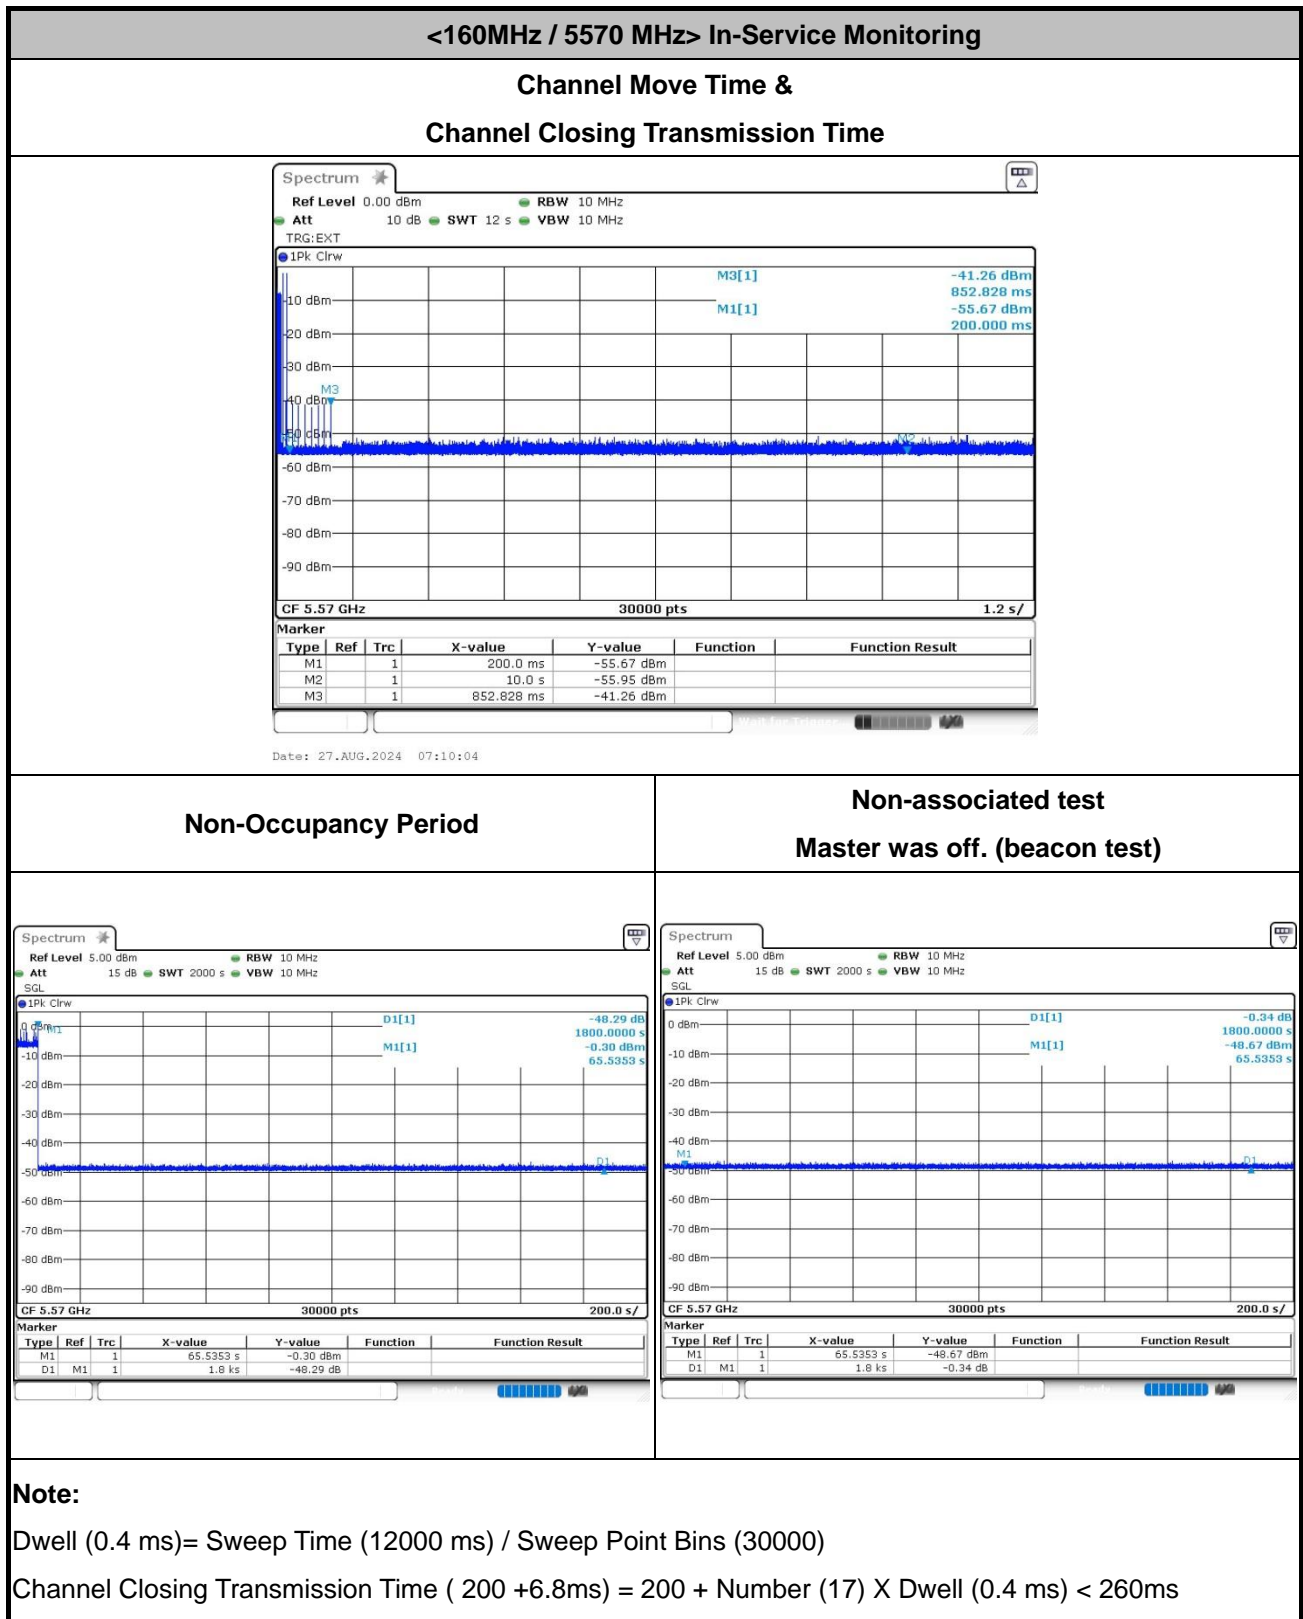 <160MHz / 5570 MHz> In-Service Monitoring
Channel Move Time &
Channel Closing Transmission Time
Spectrum
Ref Level 0.00 dBm RBW 10 MHz
Att 10 dB SWT 12 s VBW 10 MHz
TRG:EXT
1Pk Clrw
M3[1] -41.26 dBm
852.828 ms
M1[1] -55.67 dBm
200.000 ms
-10 dBm
-20 dBm
-30 dBm
M3
-40 dBm
-50 dBm
M2
-60 dBm
-70 dBm
-80 dBm
-90 dBm
CF 5.57 GHz 30000 pts 1.2 s/
Marker
Type Ref Trc X-value Y-value Function Function Result
M1 1 200.0 ms -55.67 dBm
M2 1 10.0 s -55.95 dBm
M3 1 852.828 ms -41.26 dBm
Wait for Trigger
Date: 27.AUG.2024 07:10:04
Non-Occupancy Period
Spectrum
Ref Level 5.00 dBm RBW 10 MHz
Att 15 dB SWT 2000 s VBW 10 MHz
SGL
1Pk Clrw
D1[1] -48.29 dB
1800.0000 s
M1[1] -0.30 dBm
65.5353 s
0 dBm
M1
-10 dBm
-20 dBm
-30 dBm
-40 dBm
D1
-50 dBm
-60 dBm
-70 dBm
-80 dBm
-90 dBm
CF 5.57 GHz 30000 pts 200.0 s/
Marker
Type Ref Trc X-value Y-value Function Function Result
M1 1 65.5353 s -0.30 dBm
D1 M1 1 1.8 ks -48.29 dB
Non-associated test
Master was off. (beacon test)
Spectrum
Ref Level 5.00 dBm RBW 10 MHz
Att 15 dB SWT 2000 s VBW 10 MHz
SGL
1Pk Clrw
D1[1] -0.34 dB
1800.0000 s
M1[1] -48.67 dBm
65.5353 s
0 dBm
-10 dBm
-20 dBm
-30 dBm
-40 dBm
M1
D1
-50 dBm
-60 dBm
-70 dBm
-80 dBm
-90 dBm
CF 5.57 GHz 30000 pts 200.0 s/
Marker
Type Ref Trc X-value Y-value Function Function Result
M1 1 65.5353 s -48.67 dBm
D1 M1 1 1.8 ks -0.34 dB
Note:
Dwell (0.4 ms)= Sweep Time (12000 ms) / Sweep Point Bins (30000)
Channel Closing Transmission Time ( 200 +6.8ms) = 200 + Number (17) X Dwell (0.4 ms) < 260ms